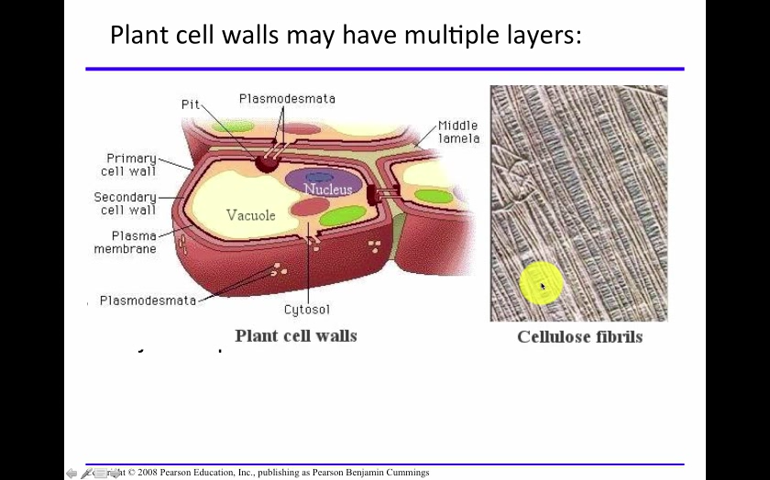 Plant cell walls may have multiple layers:
Pit
Plasmodesmata
Middle
lamela
Primary
cell wall
Secondary
cell wall
Nucleus
Vacuole
Plasma
membrane
Plasmodesmata
Cytosol
Plant cell walls
Cellulose fibrils
© 2008 Pearson Education, Inc., publishing as Pearson Benjamin Cummings